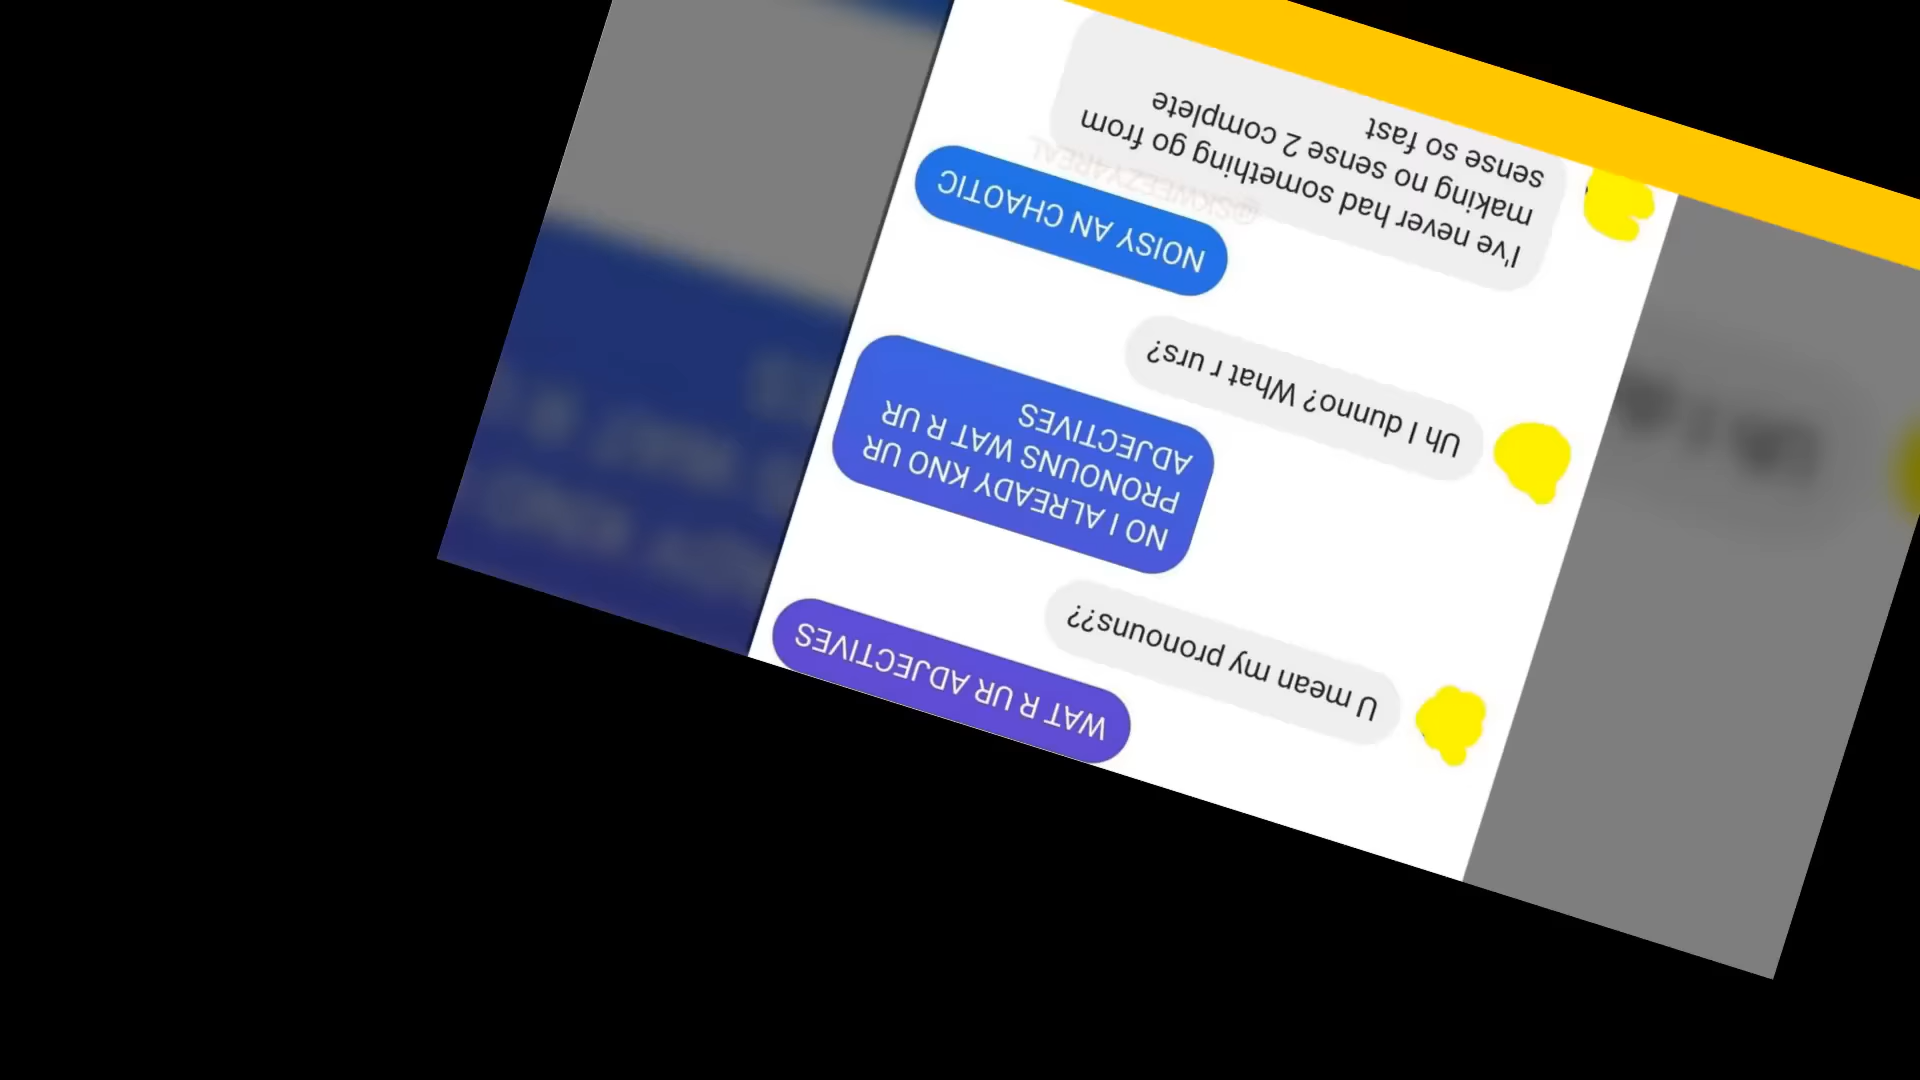 WAT R UR ADJECTIVES
U mean my pronouns??
NO I ALREADY KNO UR
PRONOUNS WAT R UR
ADJECTIVES
Uh I dunno? What r urs?
NOISY AN CHAOTIC
@SKWEEZY4REAL
I've never had something go from
making no sense 2 complete
sense so fast